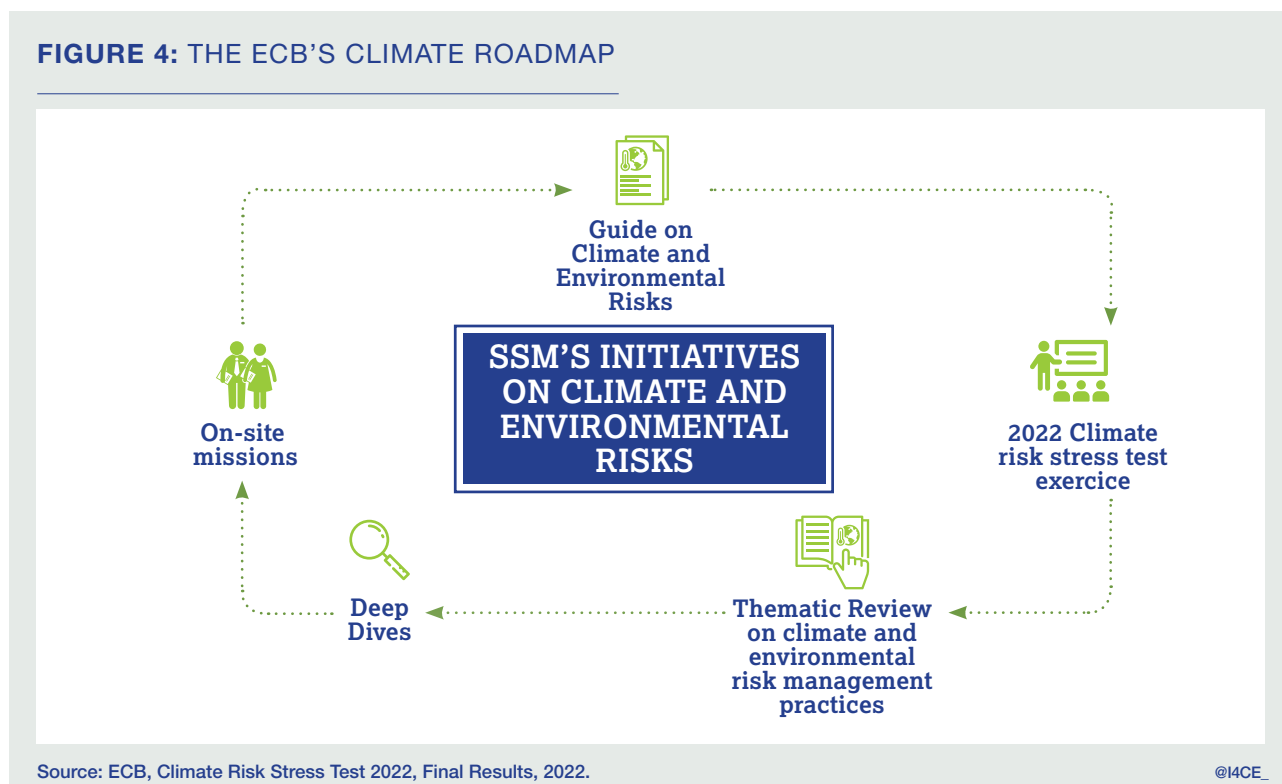 FIGURE 4: THE ECB'S CLIMATE ROADMAP
Guide on
Climate and
Environmental
Risks
SSM'S INITIATIVES
ON CLIMATE AND
ENVIRONMENTAL
RISKS
On-site
missions
2022 Climate
risk stress test
exercice
Deep
Dives
Thematic Review
on climate and
environmental
risk management
practices
Source: ECB, Climate Risk Stress Test 2022, Final Results, 2022.
@I4CE_